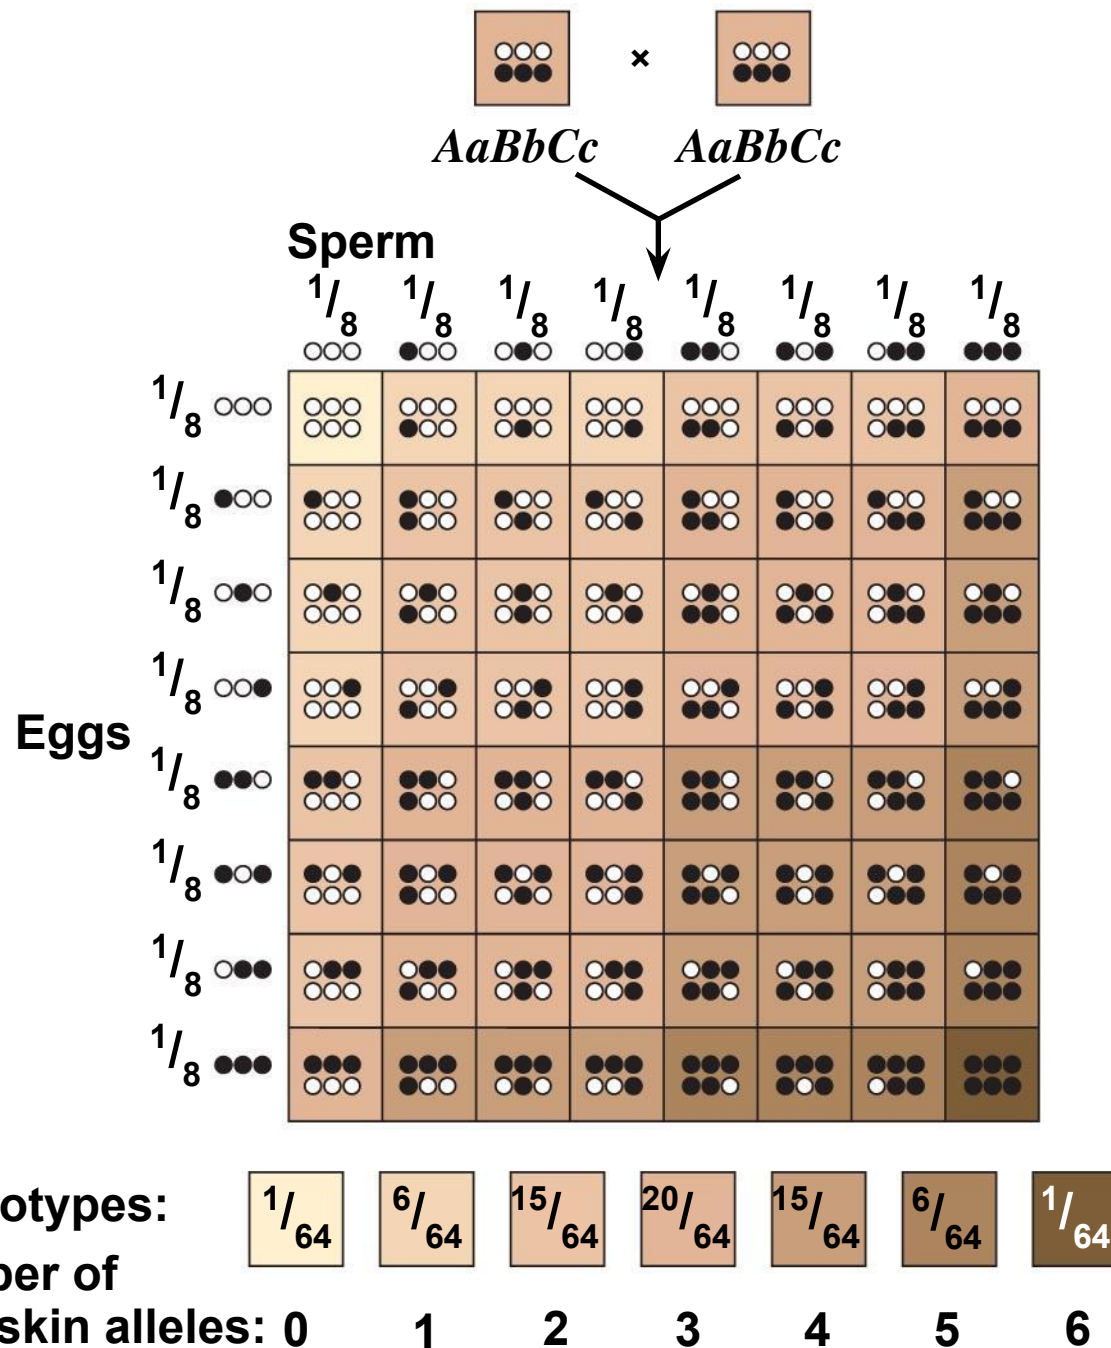 ×
AaBbCc AaBbCc
Sperm
1/8 1/8 1/8 1/8 1/8 1/8 1/8 1/8
1/8
1/8
1/8
1/8
Eggs
1/8
1/8
1/8
1/8
otypes: 1/64 6/64 15/64 20/64 15/64 6/64 1/64
ber of
skin alleles: 0 1 2 3 4 5 6